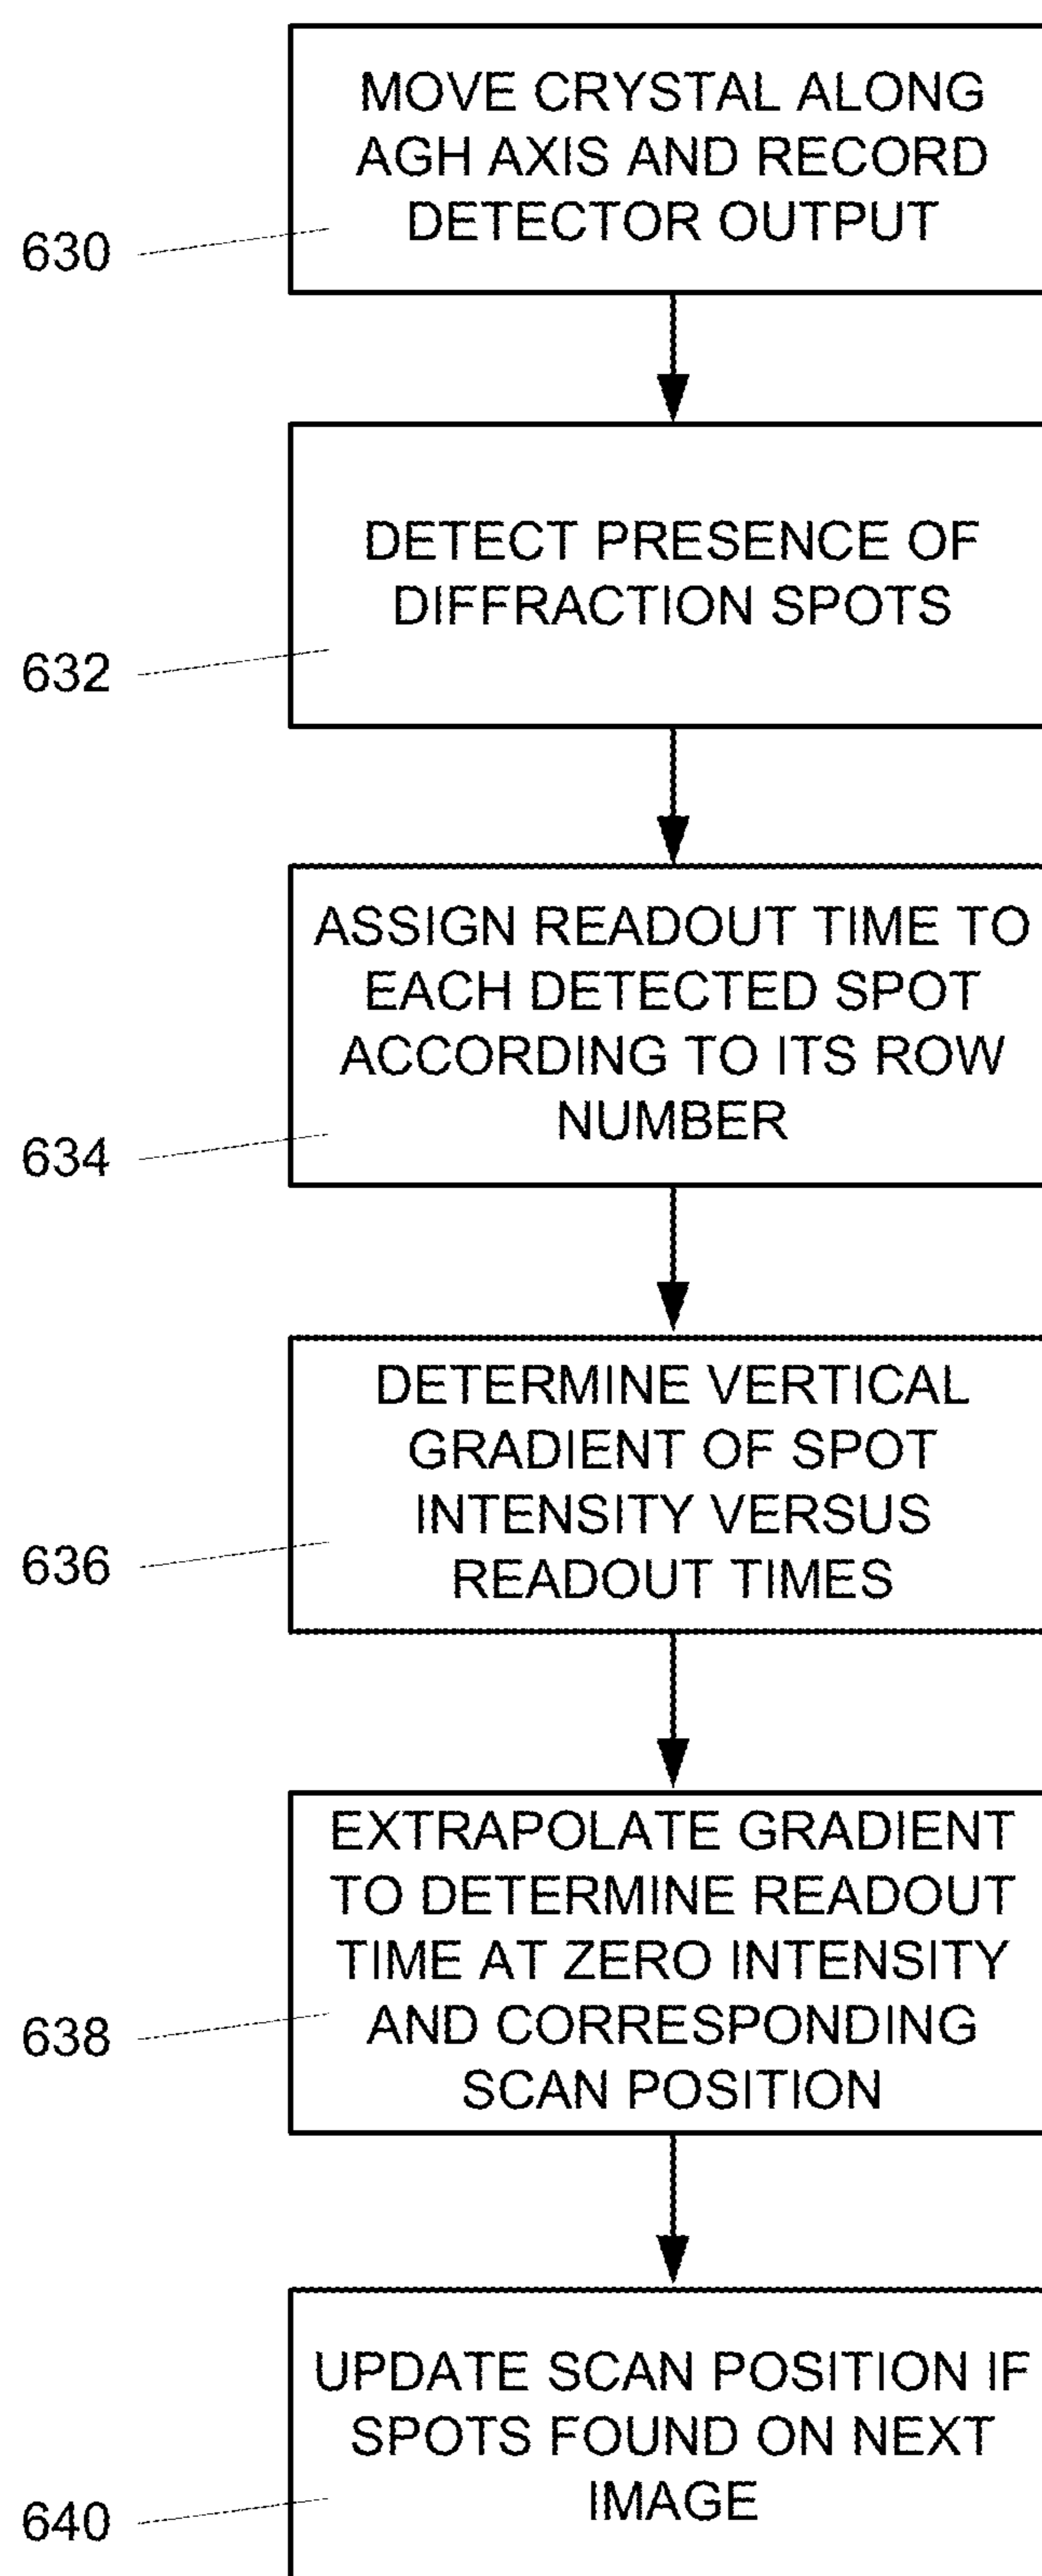 MOVE CRYSTAL ALONG
AGH AXIS AND RECORD
DETECTOR OUTPUT
630
DETECT PRESENCE OF
DIFFRACTION SPOTS
632
ASSIGN READOUT TIME TO
EACH DETECTED SPOT
ACCORDING TO ITS ROW
NUMBER
634
DETERMINE VERTICAL
GRADIENT OF SPOT
INTENSITY VERSUS
READOUT TIMES
636
EXTRAPOLATE GRADIENT
TO DETERMINE READOUT
TIME AT ZERO INTENSITY
AND CORRESPONDING
SCAN POSITION
638
UPDATE SCAN POSITION IF
SPOTS FOUND ON NEXT
IMAGE
640